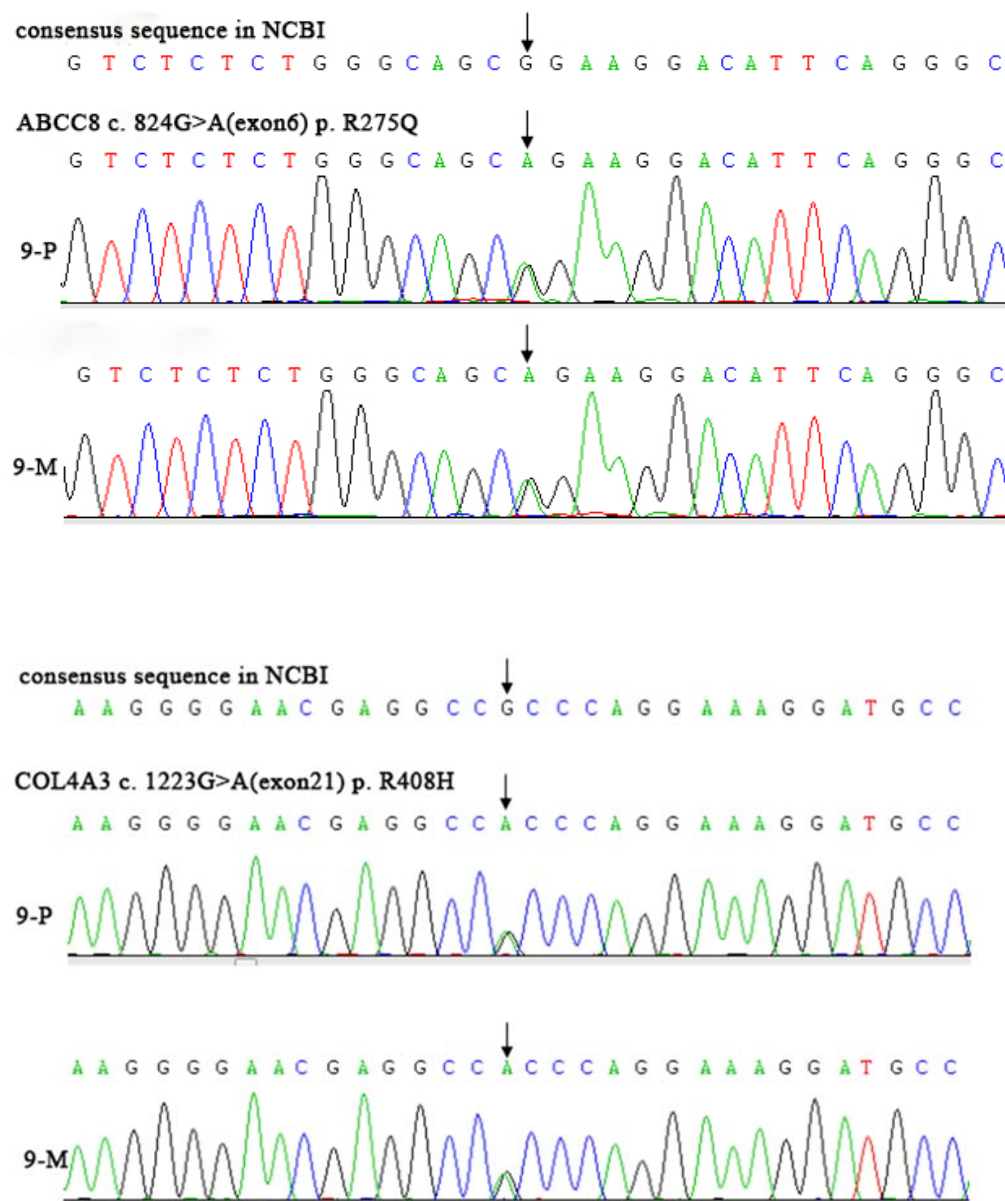 consensus sequence in NCBI
G T C T C T C T G G G C A G C G G A A G G A C A T T C A G G G C
ABCC8 c. 824G>A(exon6) p. R275Q
G T C T C T C T G G G C A G C A G A A G G A C A T T C A G G G C
9-P
G T C T C T C T G G G C A G C A G A A G G A C A T T C A G G G C
9-M
consensus sequence in NCBI
A A G G G G A A C G A G G C C G C C C A G G A A A G G A T G C C
COL4A3 c. 1223G>A(exon21) p. R408H
A A G G G G A A C G A G G C C A C C C A G G A A A G G A T G C C
9-P
A A G G G G A A C G A G G C C A C C C A G G A A A G G A T G C C
9-M